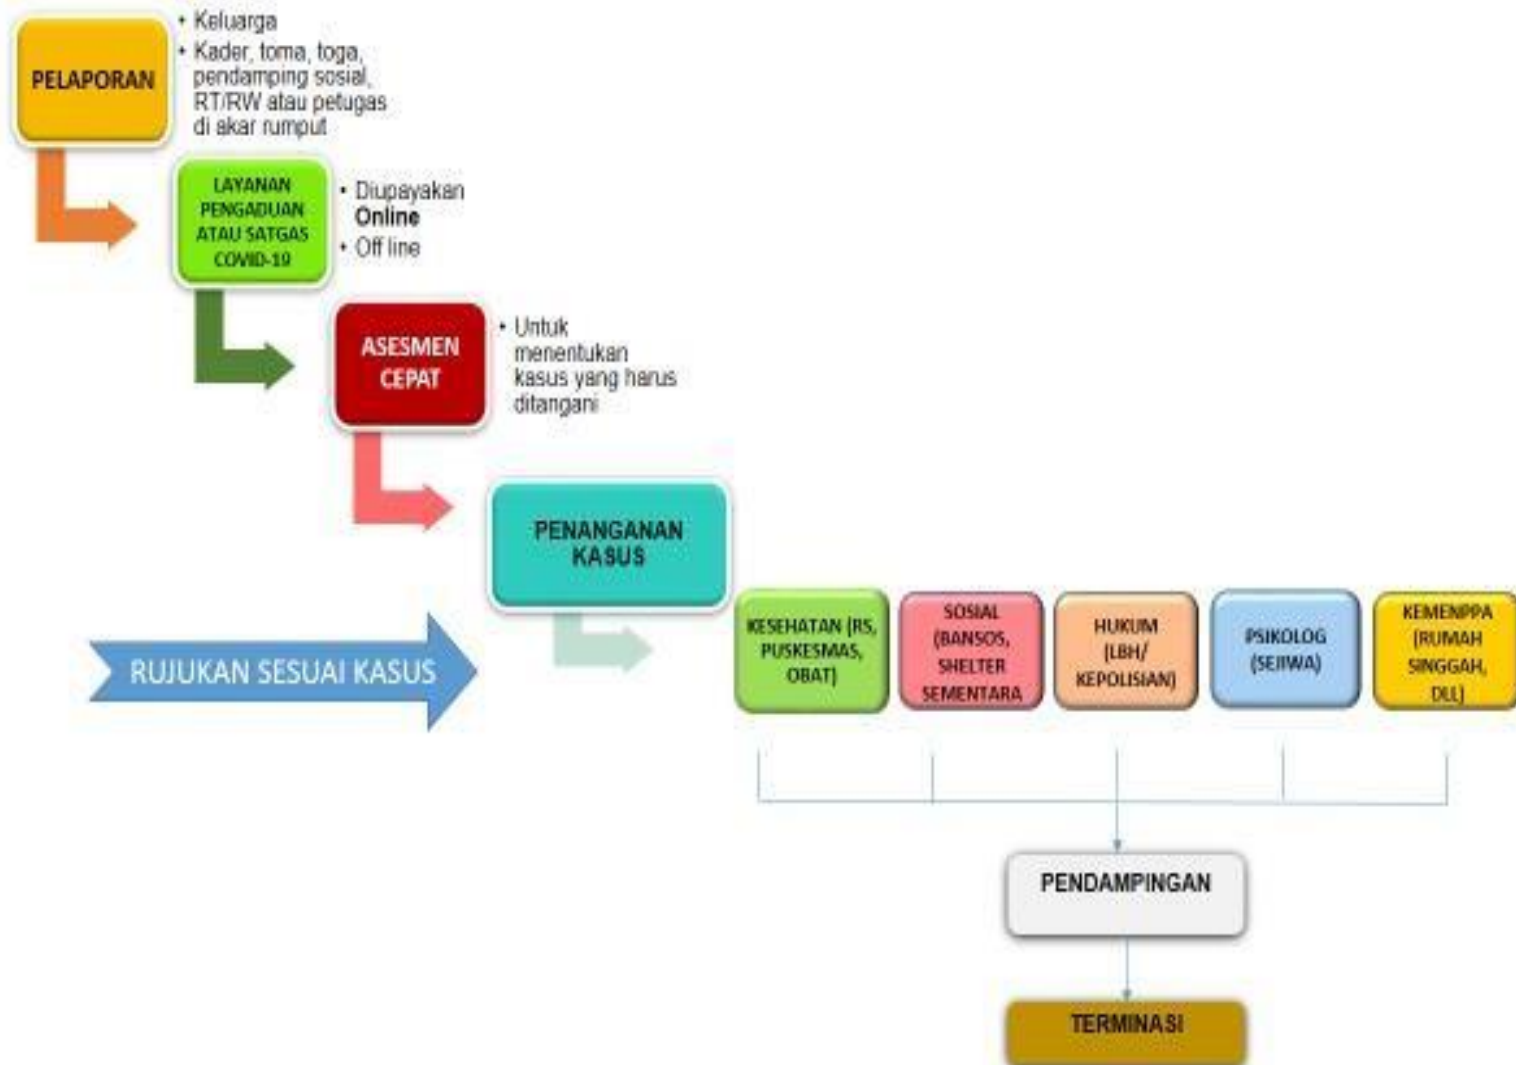 PELAPORAN
• Keluarga
• Kader, toma, toga,
pendamping sosial,
RT/RW atau petugas
di akar rumput
LAYANAN
PENGADUAN
ATAU SATGAS
COVID-19
• Diupayakan
Online
• Off line
ASESMEN
CEPAT
• Untuk
menentukan
kasus yang harus
ditangani
PENANGANAN
KASUS
RUJUKAN SESUAI KASUS
KESEHATAN (RS,
PUSKESMAS,
OBAT)
SOSIAL
(BANSOS,
SHELTER
SEMENTARA
HUKUM
(LBH/
KEPOLISIAN)
PSIKOLOG
(SEJIWA)
KEMENPPA
(RUMAH
SINGGAH,
DLL)
PENDAMPINGAN
TERMINASI